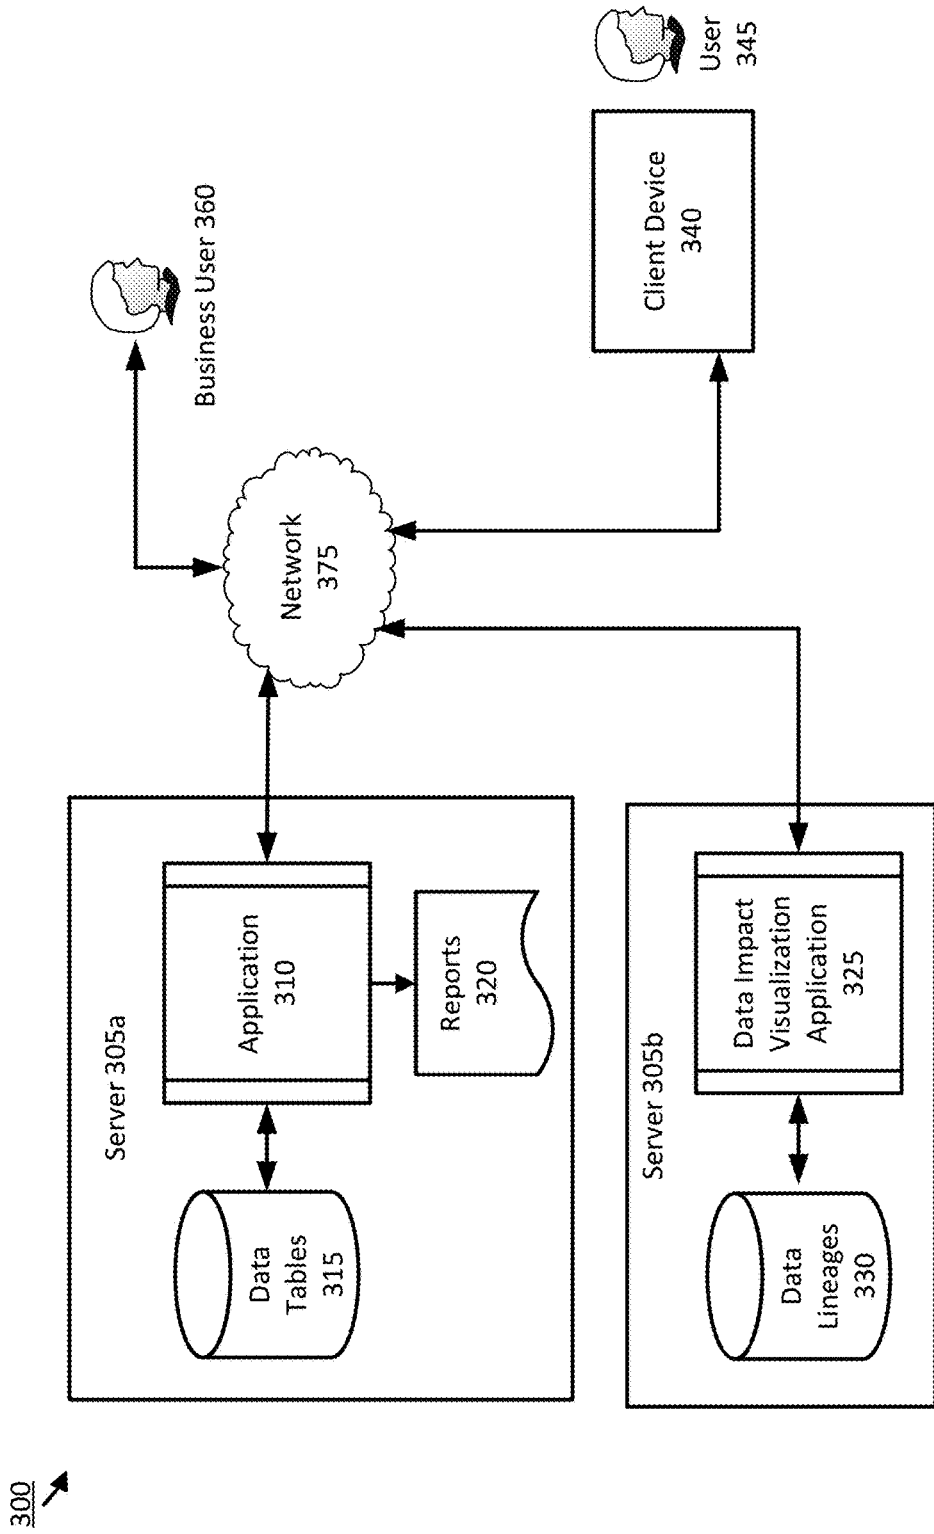 300
Server 305a
Data
Tables
315
Application
310
Reports
320
Server 305b
Data
Lineages
330
Data Impact
Visualization
Application
325
Network
375
Business User 360
Client Device
340
User
345